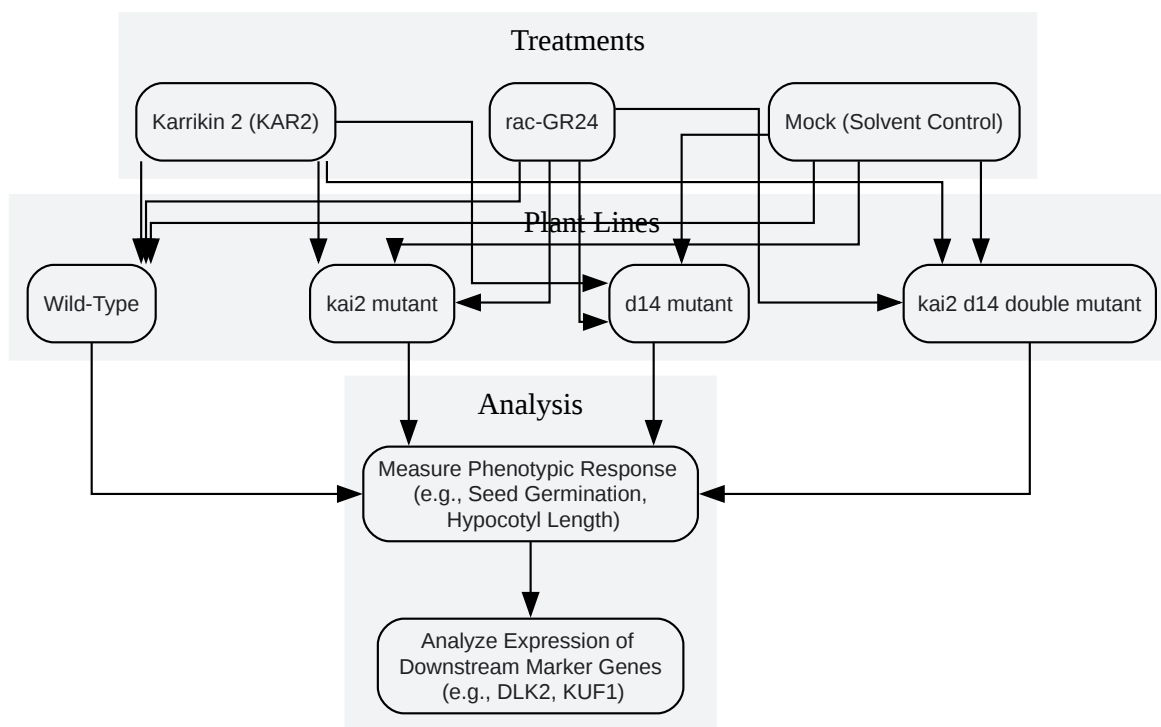 Treatments
Karrikin 2 (KAR2)
rac-GR24
Mock (Solvent Control)
Plant Lines
Wild-Type
kai2 mutant
d14 mutant
kai2 d14 double mutant
Analysis
Measure Phenotypic Response
(e.g., Seed Germination,
Hypocotyl Length)
Analyze Expression of
Downstream Marker Genes
(e.g., DLK2, KUF1)